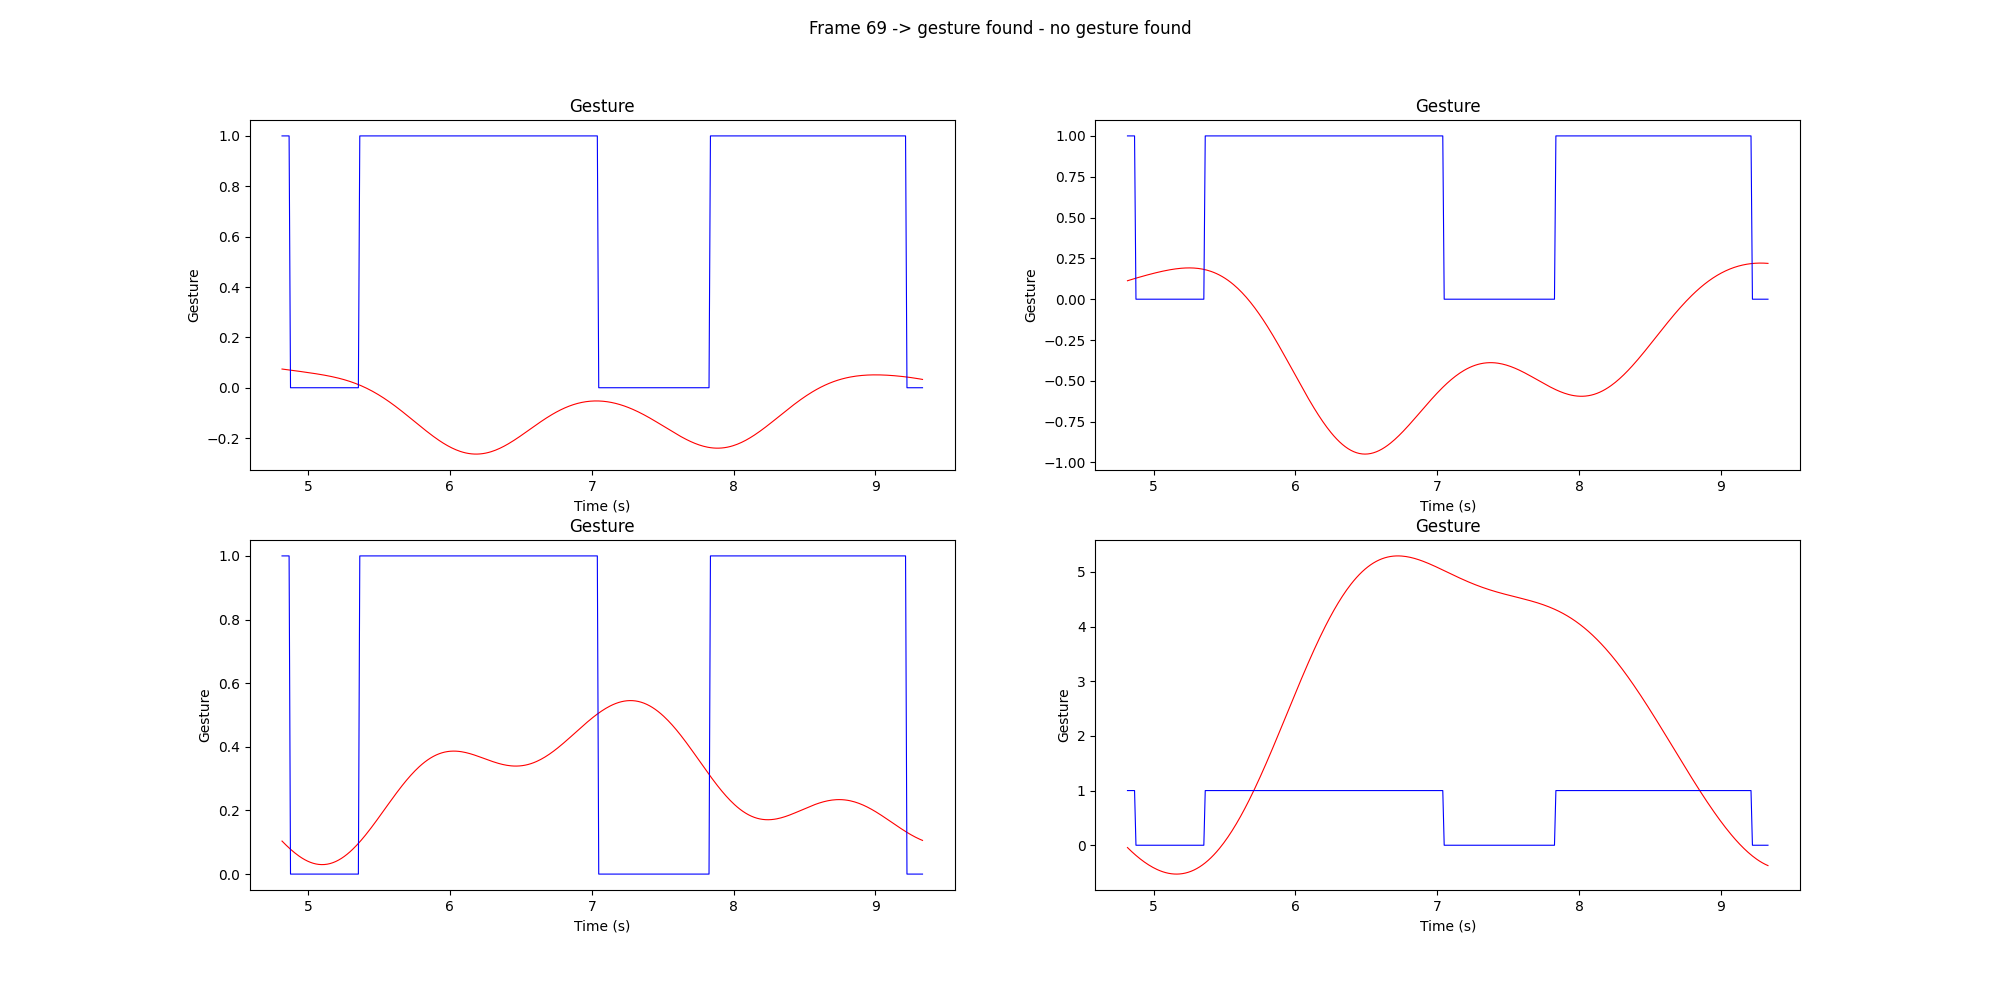 Frame 69 -> gesture found - no gesture found
Gesture
1.0
0.8
0.6
0.4
0.2
0.0
−0.2
Gesture
5 6 7 8 9
Time (s)
Gesture
1.00
0.75
0.50
0.25
0.00
−0.25
−0.50
−0.75
−1.00
Gesture
5 6 7 8 9
Time (s)
Gesture
1.0
0.8
0.6
0.4
0.2
0.0
Gesture
5 6 7 8 9
Time (s)
Gesture
5
4
3
2
1
0
Gesture
5 6 7 8 9
Time (s)